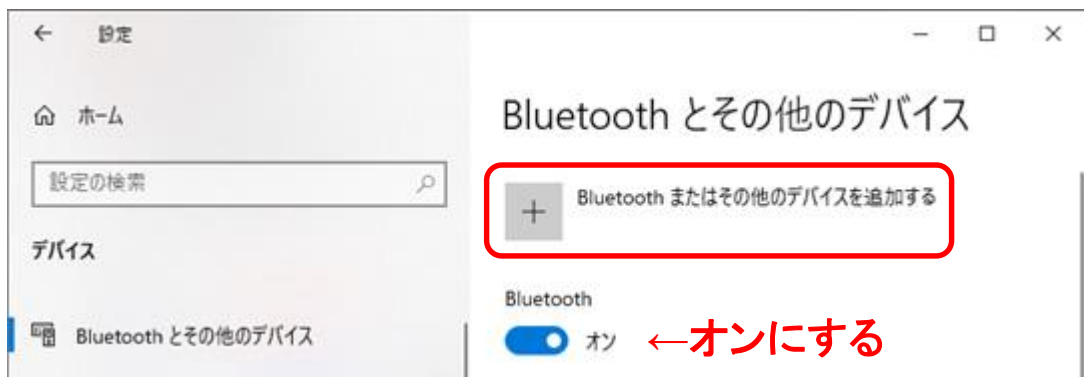 設定
ホーム
設定の検索
デバイス
Bluetooth とその他のデバイス
Bluetooth とその他のデバイス
Bluetooth またはその他のデバイスを追加する
Bluetooth
オン ←オンにする